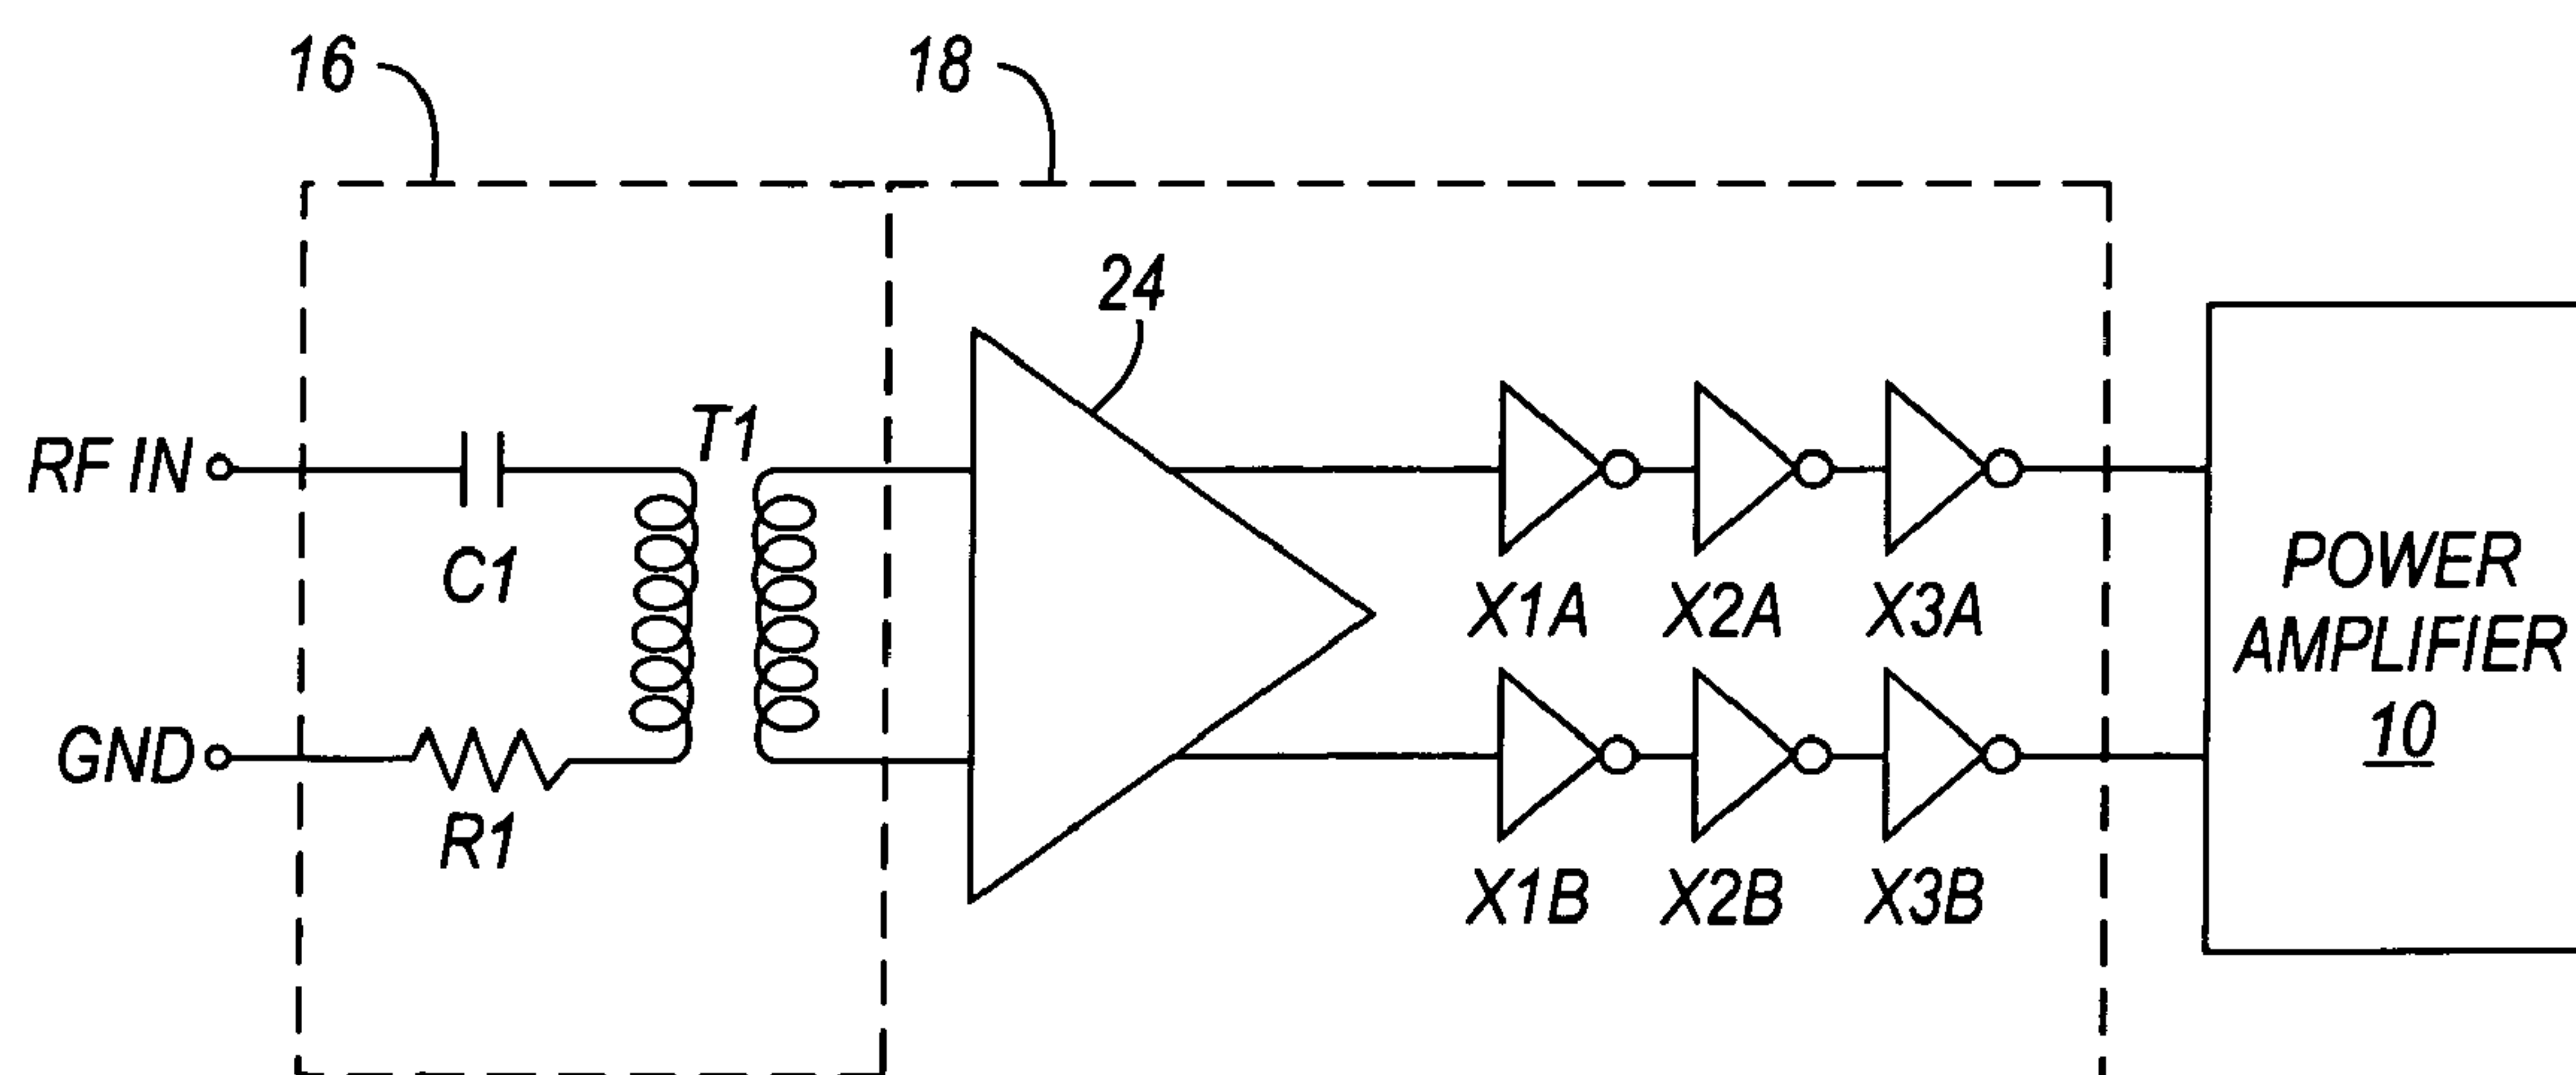 16
18
24
T1
RF IN
C1
GND
R1
X1A X2A X3A
X1B X2B X3B
POWER
AMPLIFIER
10